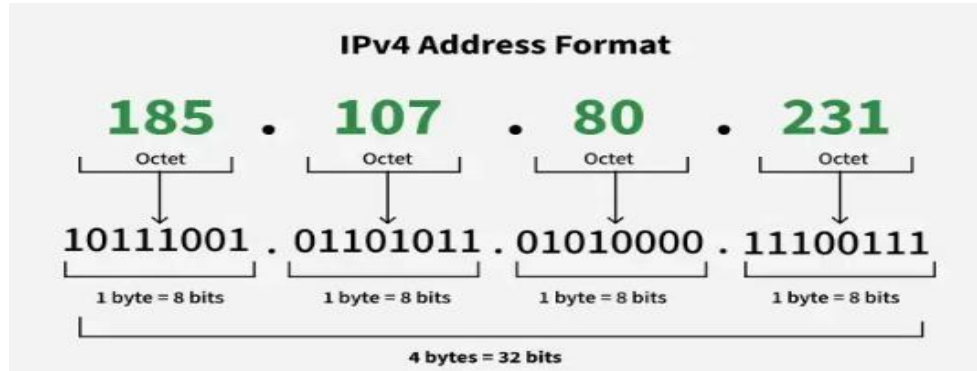 IPv4 Address Format
185 . 107 . 80 . 231
Octet Octet Octet Octet
10111001 . 01101011 . 01010000 . 11100111
1 byte = 8 bits 1 byte = 8 bits 1 byte = 8 bits 1 byte = 8 bits
4 bytes = 32 bits